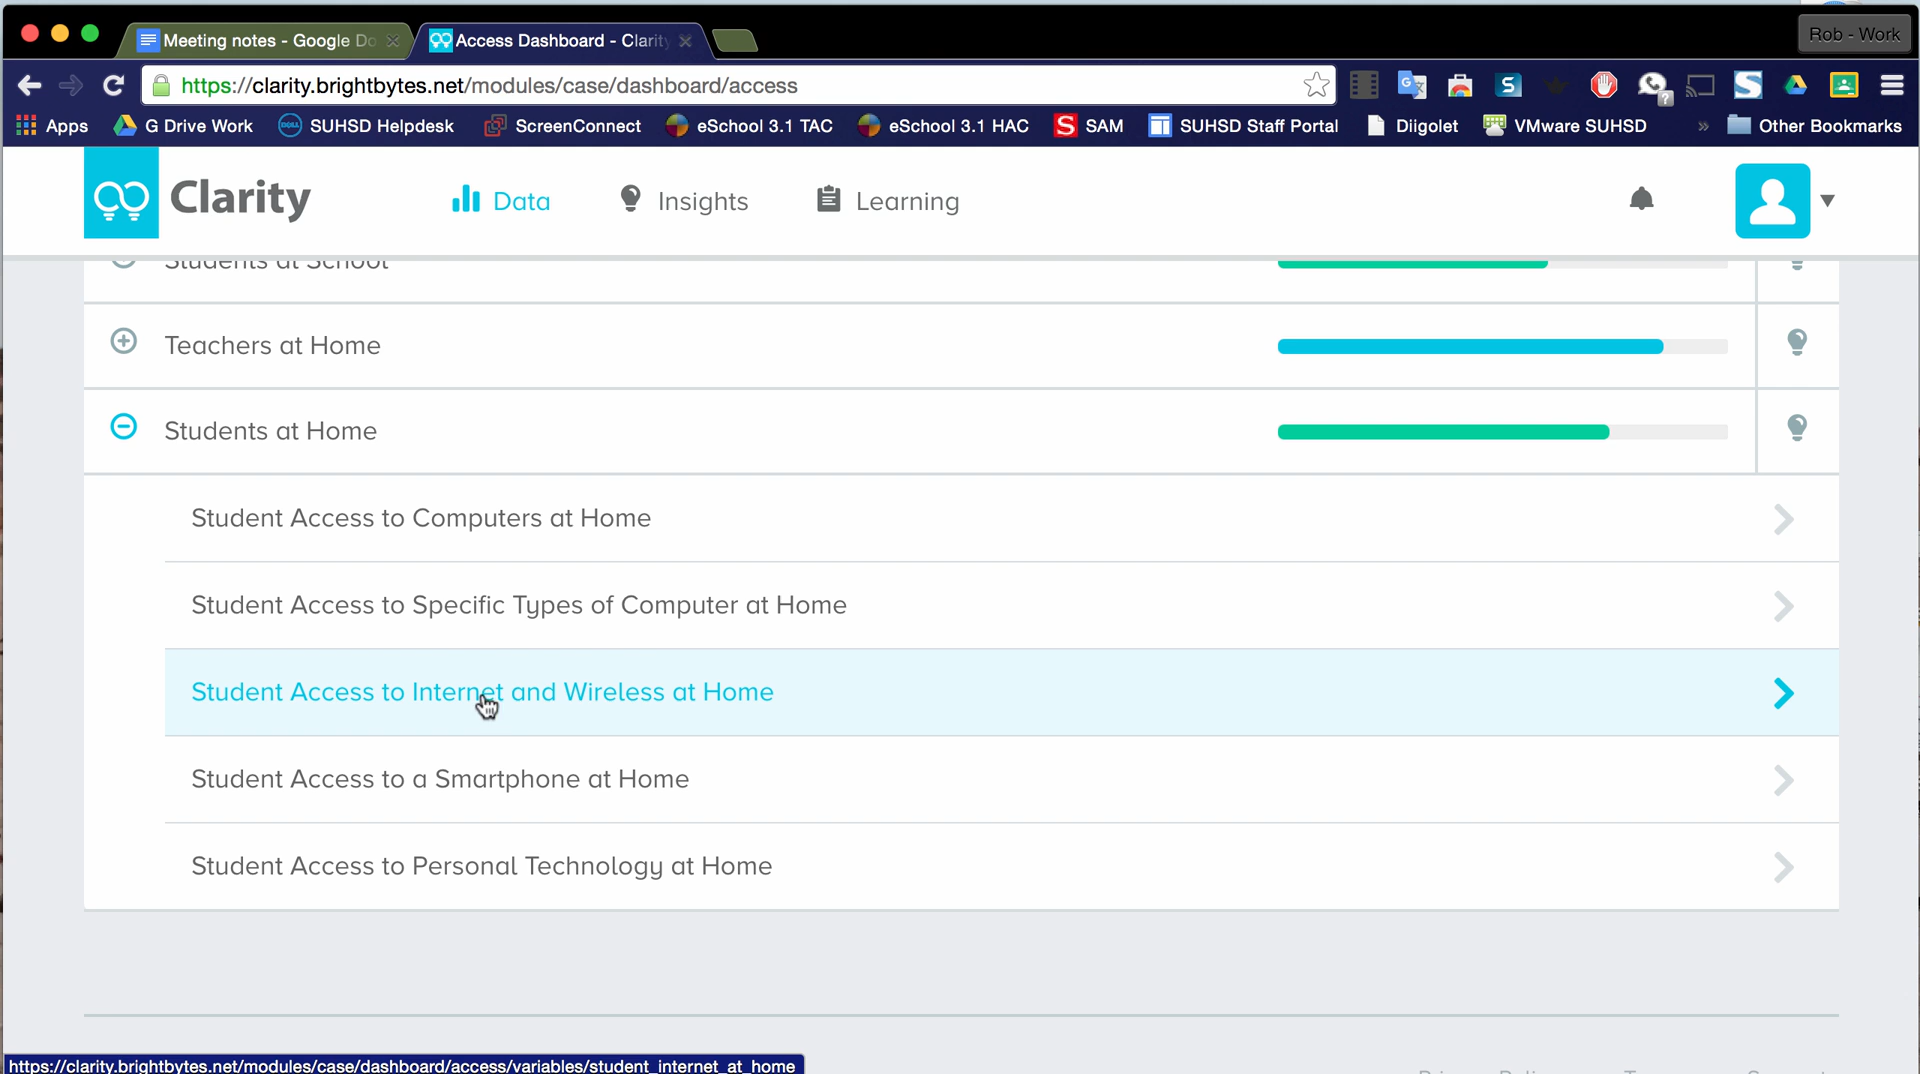 Meeting notes - Google Do
Access Dashboard - Clarity
Rob - Work
https://clarity.brightbytes.net/modules/case/dashboard/access
Apps
G Drive Work
SUHSD Helpdesk
ScreenConnect
eSchool 3.1 TAC
eSchool 3.1 HAC
SAM
SUHSD Staff Portal
Diigolet
VMware SUHSD
»
Other Bookmarks
Clarity
Data
Insights
Learning
Students at School
Teachers at Home
Students at Home
Student Access to Computers at Home
Student Access to Specific Types of Computer at Home
Student Access to Internet and Wireless at Home
Student Access to a Smartphone at Home
Student Access to Personal Technology at Home
https://clarity.brightbytes.net/modules/case/dashboard/access/variables/student_internet_at_home